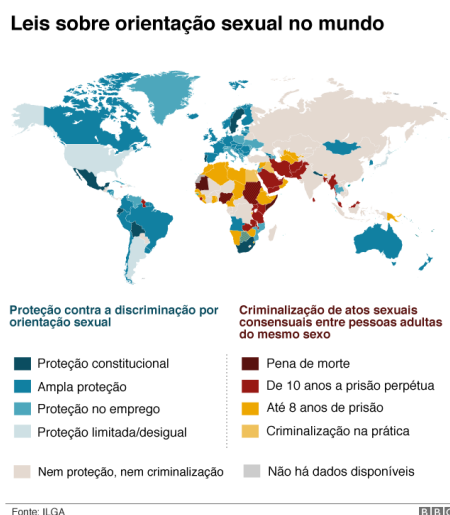 Leis sobre orientação sexual no mundo
Proteção contra a discriminação por
orientação sexual
Proteção constitucional
Ampla proteção
Proteção no emprego
Proteção limitada/desigual
Nem proteção, nem criminalização
Criminalização de atos sexuais
consensuais entre pessoas adultas
do mesmo sexo
Pena de morte
De 10 anos a prisão perpétua
Até 8 anos de prisão
Criminalização na prática
Não há dados disponíveis
Fonte: ILGA
BBC